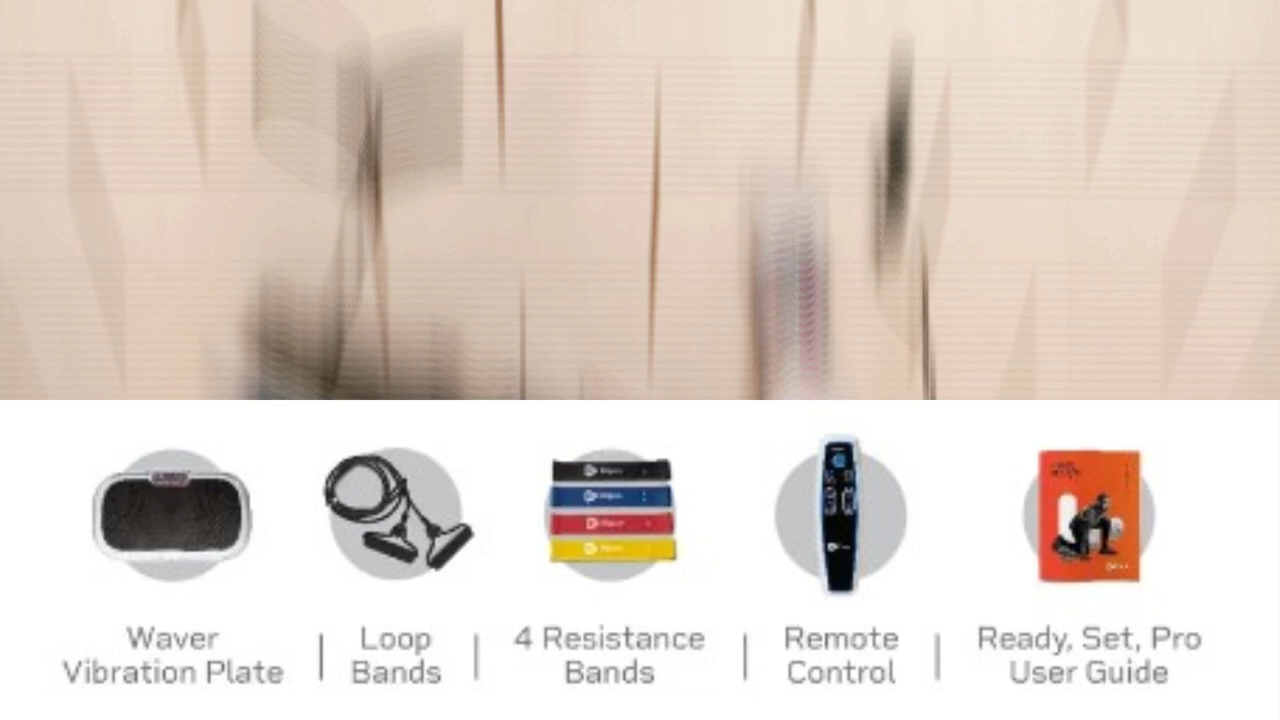 Waver
Vibration Plate
Loop
Bands
4 Resistance
Bands
Remote
Control
Ready, Set, Pro
User Guide